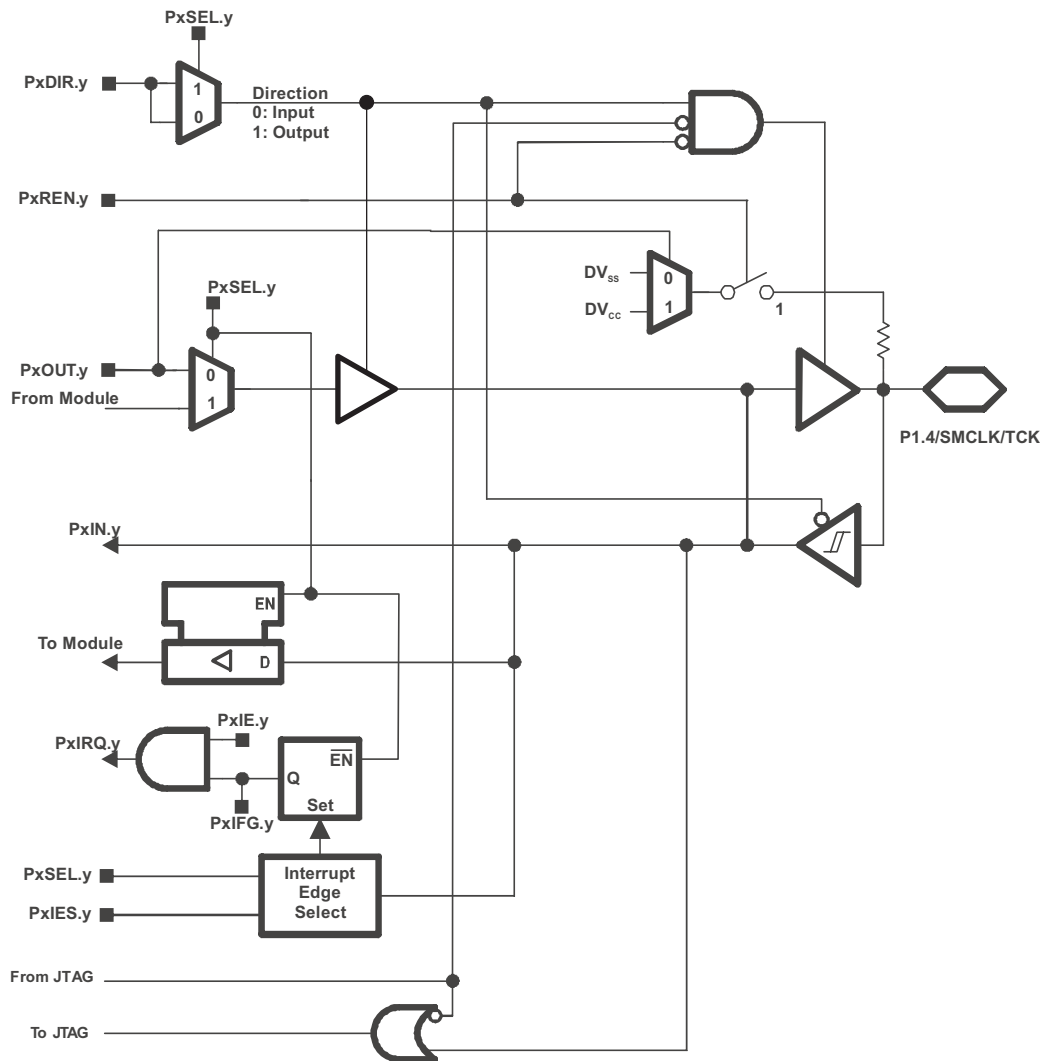 PxSEL.y
PxDIR.y
1
0
Direction
0: Input
1: Output
PxREN.y
DVSS
DVCC
0
1
1
PxSEL.y
PxOUT.y
From Module
0
1
P1.4/SMCLK/TCK
PxIN.y
EN
To Module
D
PxIE.y
PxIRQ.y
Q
EN
Set
PxIFG.y
PxSEL.y
PxIES.y
Interrupt
Edge
Select
From JTAG
To JTAG